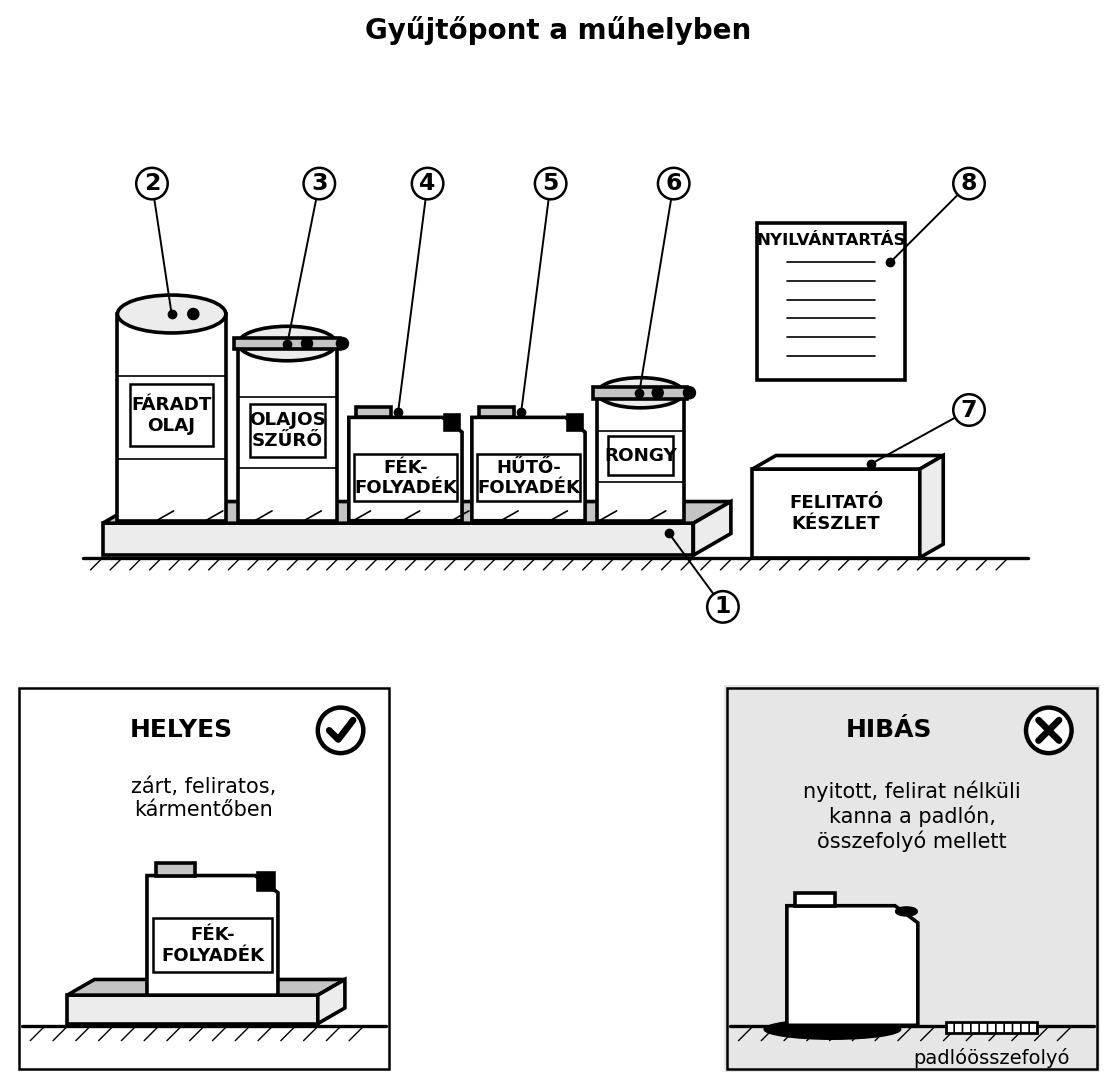 Gyűjtőpont a műhelyben
2
3
4
5
6
8
NYILVÁNTARTÁS
FÁRADT
OLAJ
OLAJOS
SZŰRŐ
FÉK-
FOLYADÉK
HŰTŐ-
FOLYADÉK
RONGY
7
FELITATÓ
KÉSZLET
1
HELYES
zárt, feliratos,
kármentőben
FÉK-
FOLYADÉK
HIBÁS
nyitott, felirat nélküli
kanna a padlón,
összefolyó mellett
padlóösszefolyó